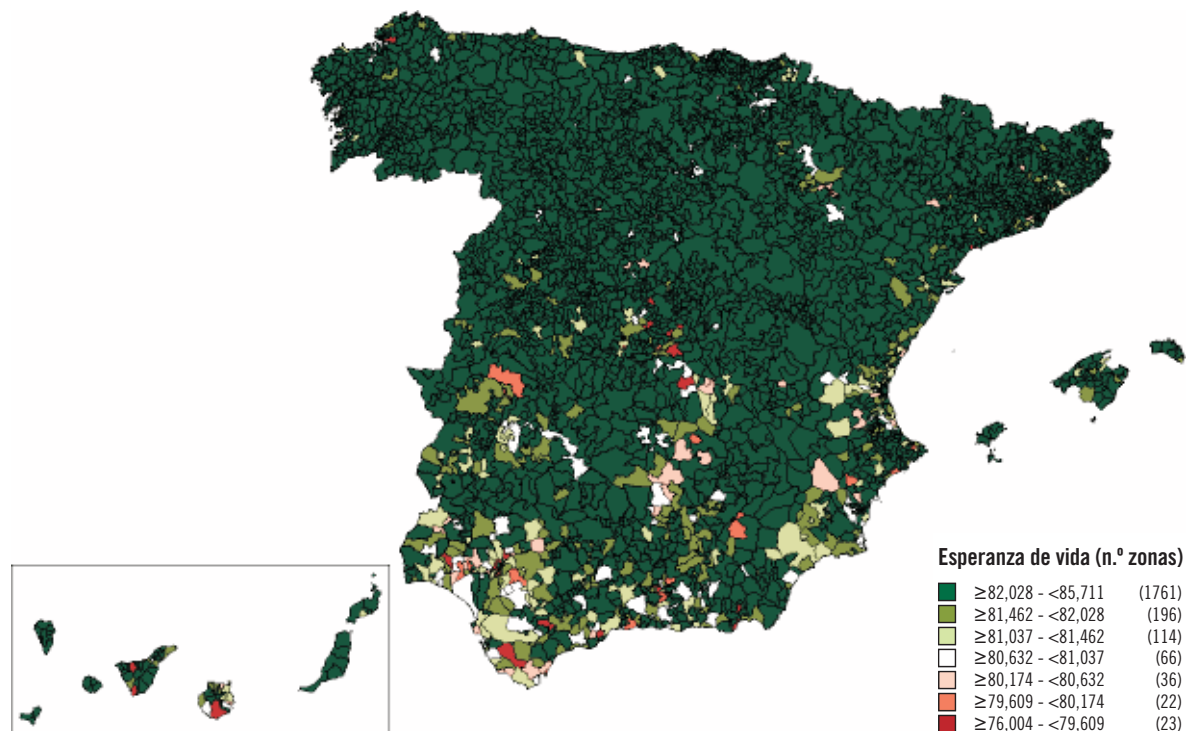 Esperanza de vida (n.º zonas)
≥82,028 - <85,711 (1761)
≥81,462 - <82,028 (196)
≥81,037 - <81,462 (114)
≥80,632 - <81,037 (66)
≥80,174 - <80,632 (36)
≥79,609 - <80,174 (22)
≥76,004 - <79,609 (23)